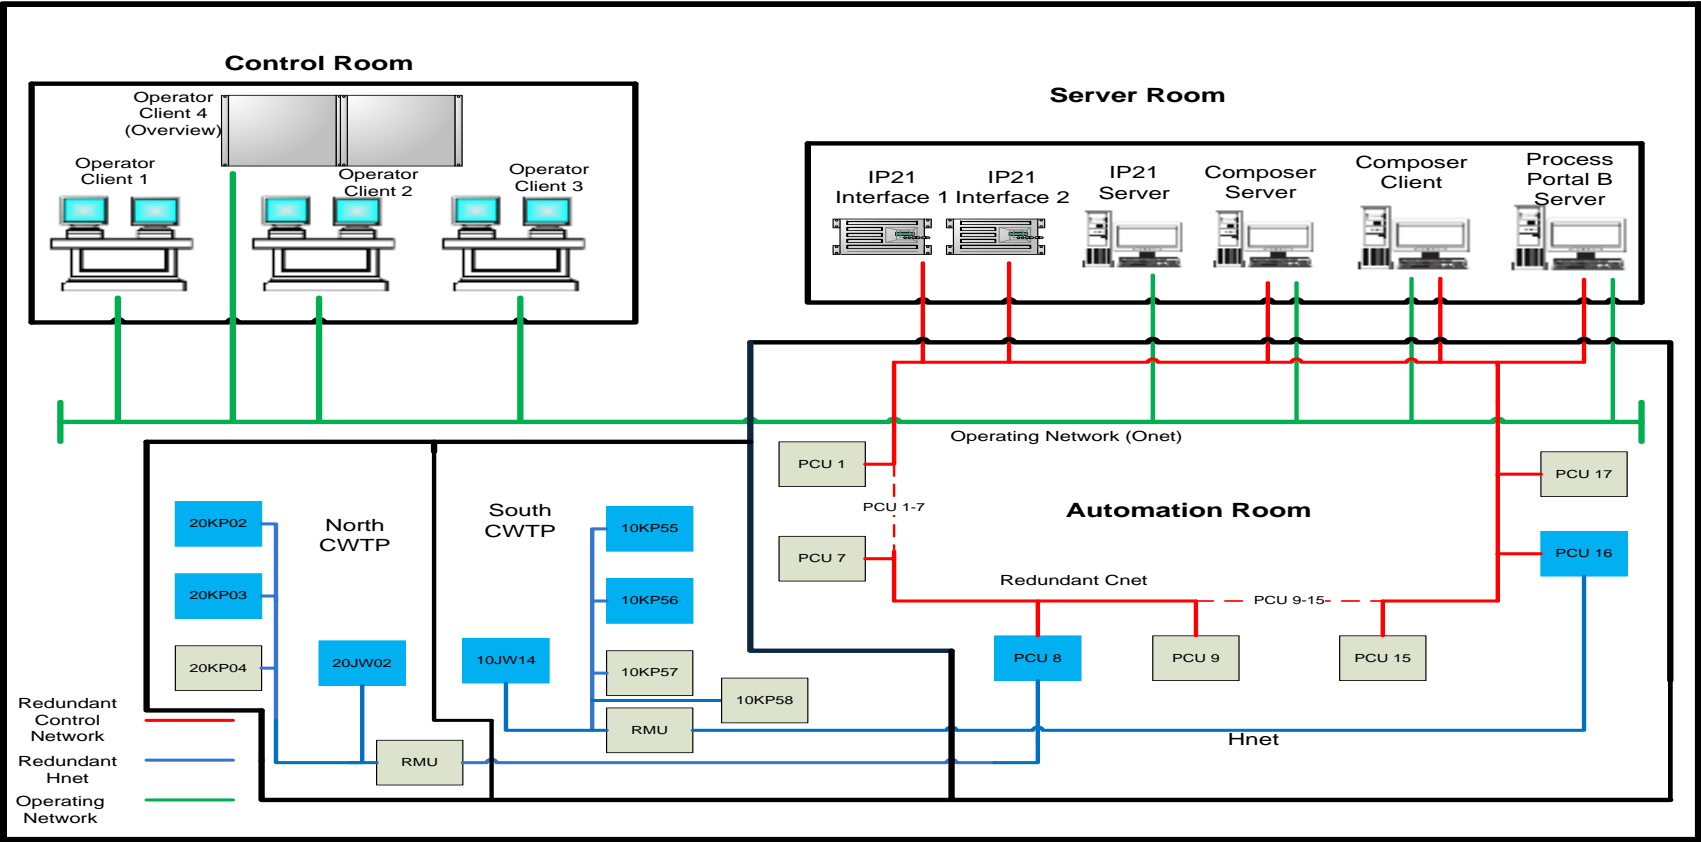 Control Room
Operator
Client 4
(Overview)
Operator
Client 1
Operator
Client 2
Operator
Client 3
Server Room
IP21
Interface 1
IP21
Interface 2
IP21
Server
Composer
Server
Composer
Client
Process
Portal B
Server
Operating Network (Onet)
PCU 1
PCU 1-7
PCU 7
Automation Room
Redundant Cnet
PCU 9-15
PCU 17
PCU 16
PCU 8
PCU 9
PCU 15
Hnet
North
CWTP
20KP02
20KP03
20KP04
20JW02
RMU
South
CWTP
10KP55
10KP56
10KP57
10KP58
10JW14
RMU
Redundant
Control
Network
Redundant
Hnet
Operating
Network